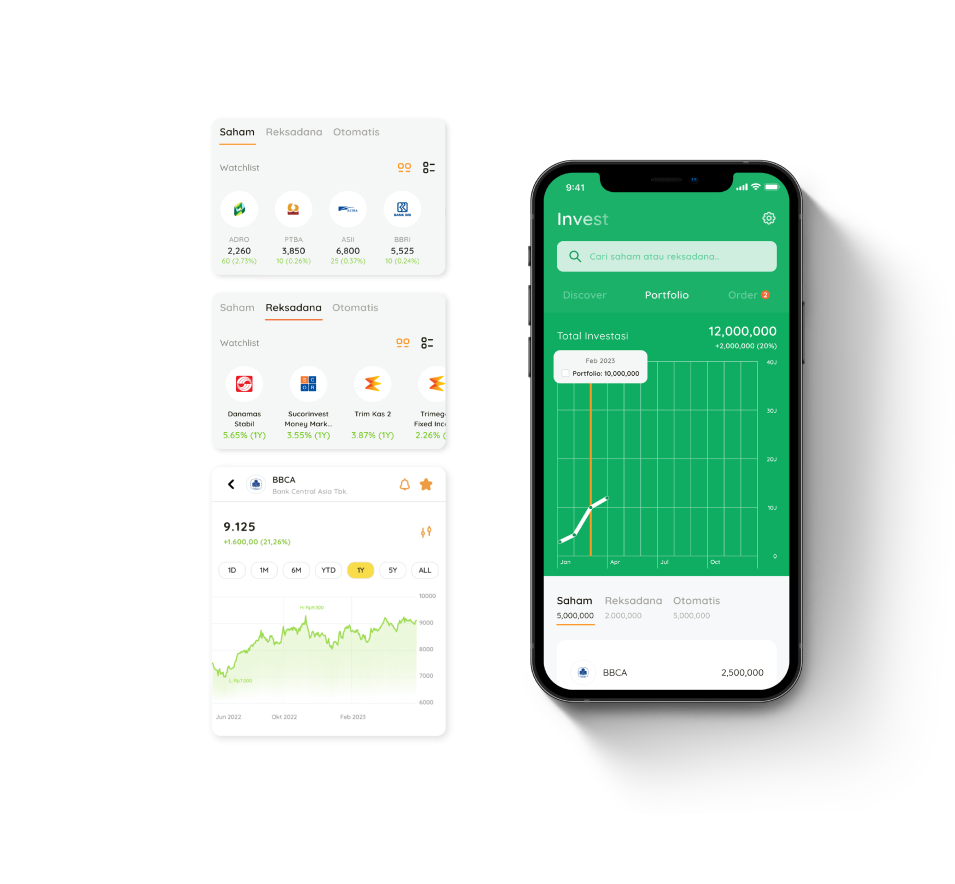 Saham Reksadana Otomatis
Watchlist
ADRO PTBA ASII BBRI
2,260 3,850 6,800 5,525
60 (2.73%) 10 (0.26%) 25 (0.37%) 10 (0.24%)
ASTRA
BANK BRI
Saham Reksadana Otomatis
Watchlist
Danamas Sucorinvest Trim Kas 2 Trimeg
Stabil Money Mark... Fixed Inc
5.65% (1Y) 3.55% (1Y) 3.87% (1Y) 2.26% (
BBCA
Bank Central Asia Tbk.
9.125
+1.600,00 (21,26%)
1D 1M 6M YTD 1Y 5Y ALL
10000
9000
8000
7000
6000
Jun 2022 Okt 2022 Feb 2023
9:41
Invest
Cari saham atau reksadana..
Discover Portfolio Order 2
Total Investasi 12,000,000
+2,000,000 (20%)
Feb 2023
Portfolio: 10,000,000
40J
30J
20J
10J
0
Jan Apr Jul Oct
Saham Reksadana Otomatis
5,000,000 2.000,000 5,000,000
BBCA 2,500,000